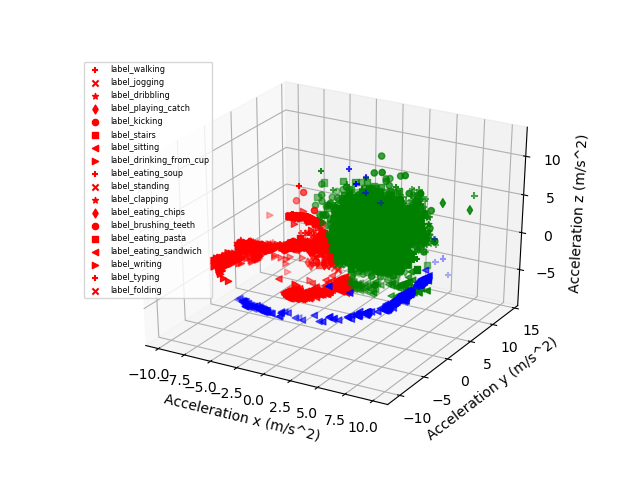 label_walking
label_jogging
label_dribbling
label_playing_catch
label_kicking
label_stairs
label_sitting
label_drinking_from_cup
label_eating_soup
label_standing
label_clapping
label_eating_chips
label_brushing_teeth
label_eating_pasta
label_eating_sandwich
label_writing
label_typing
label_folding
10
5
0
−5
Acceleration z (m/s^2)
−10.0
−7.5
−5.0
−2.5
0.0
2.5
5.0
7.5
10.0
Acceleration x (m/s^2)
−10
−5
0
5
10
15
Acceleration y (m/s^2)